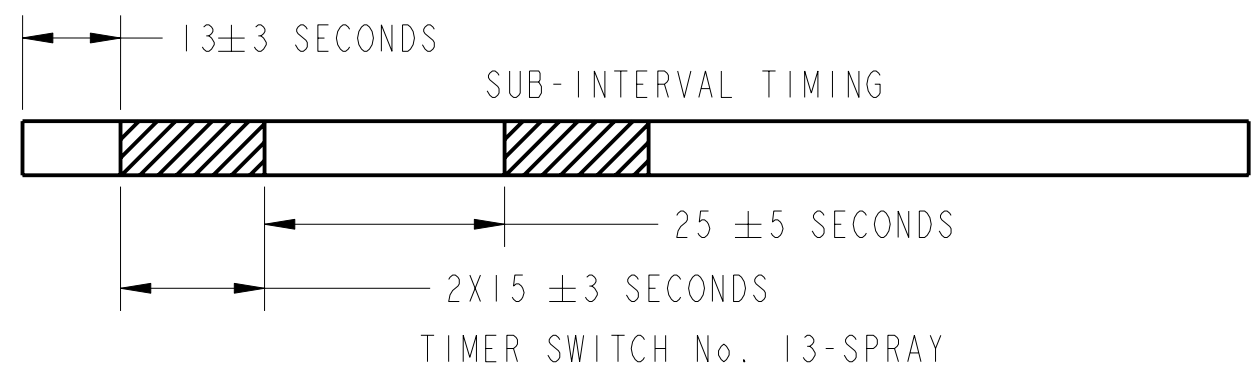 13±3 SECONDS
SUB-INTERVAL TIMING
25 ±5 SECONDS
2X15 ±3 SECONDS
TIMER SWITCH No. 13-SPRAY